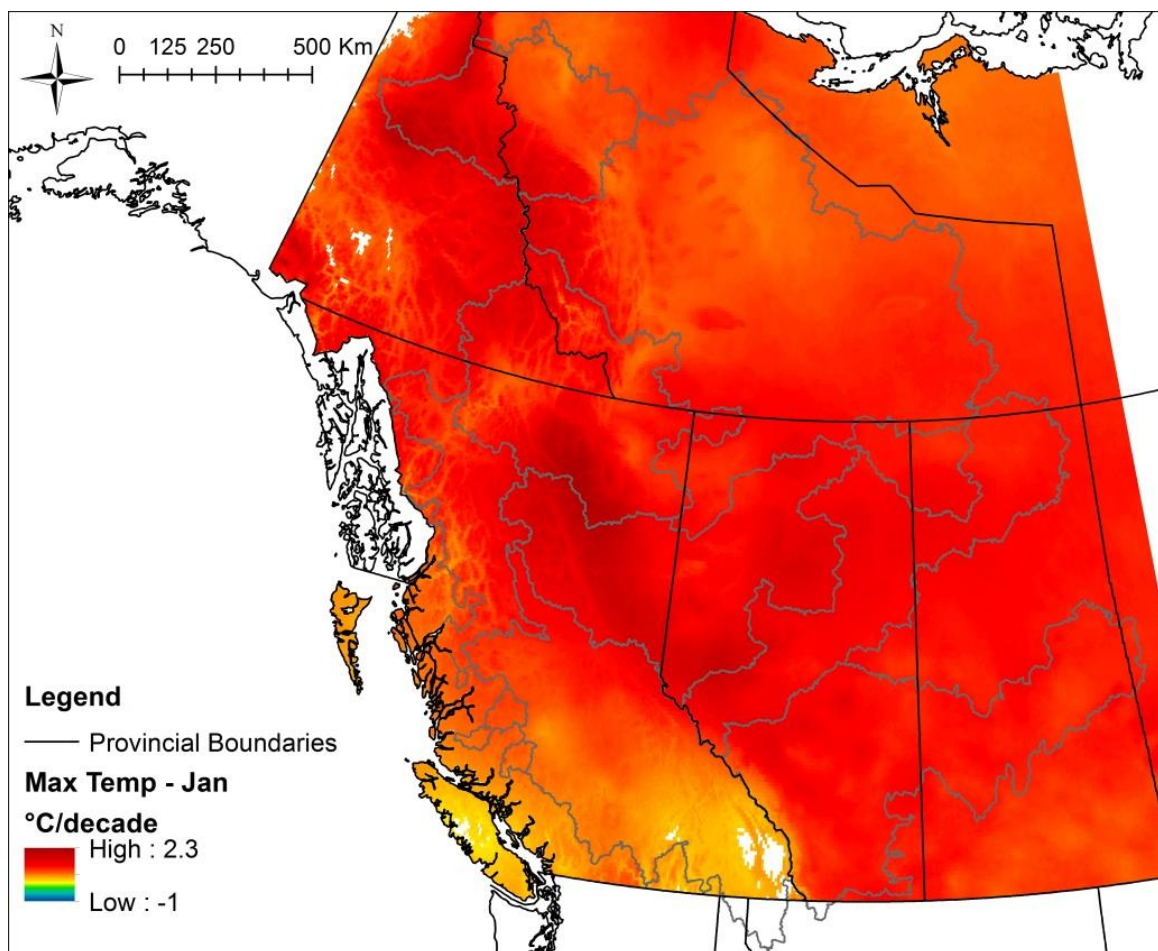 N
0 125 250 500 Km
Legend
Provincial Boundaries
Max Temp - Jan
°C/decade
High : 2.3
Low : -1